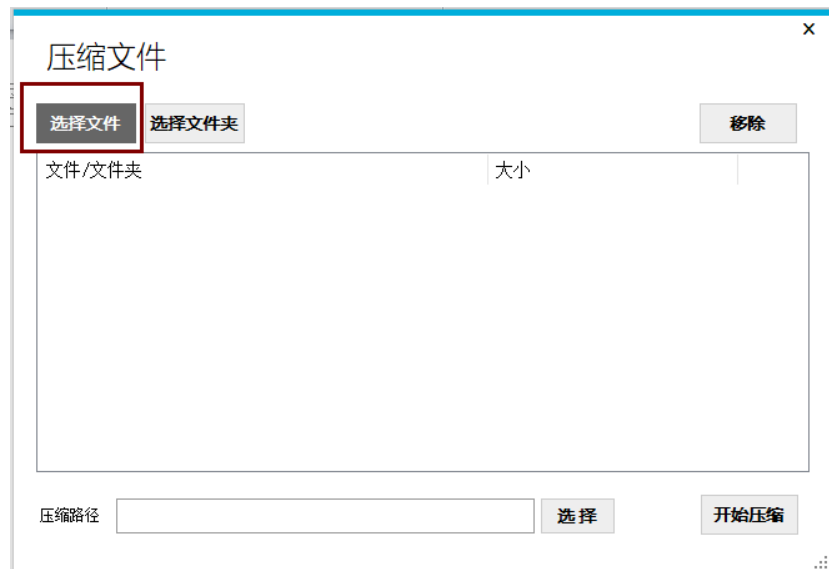 x
压缩文件
选择文件 选择文件夹 移除
文件/文件夹 大小
压缩路径 选 择 开始压缩